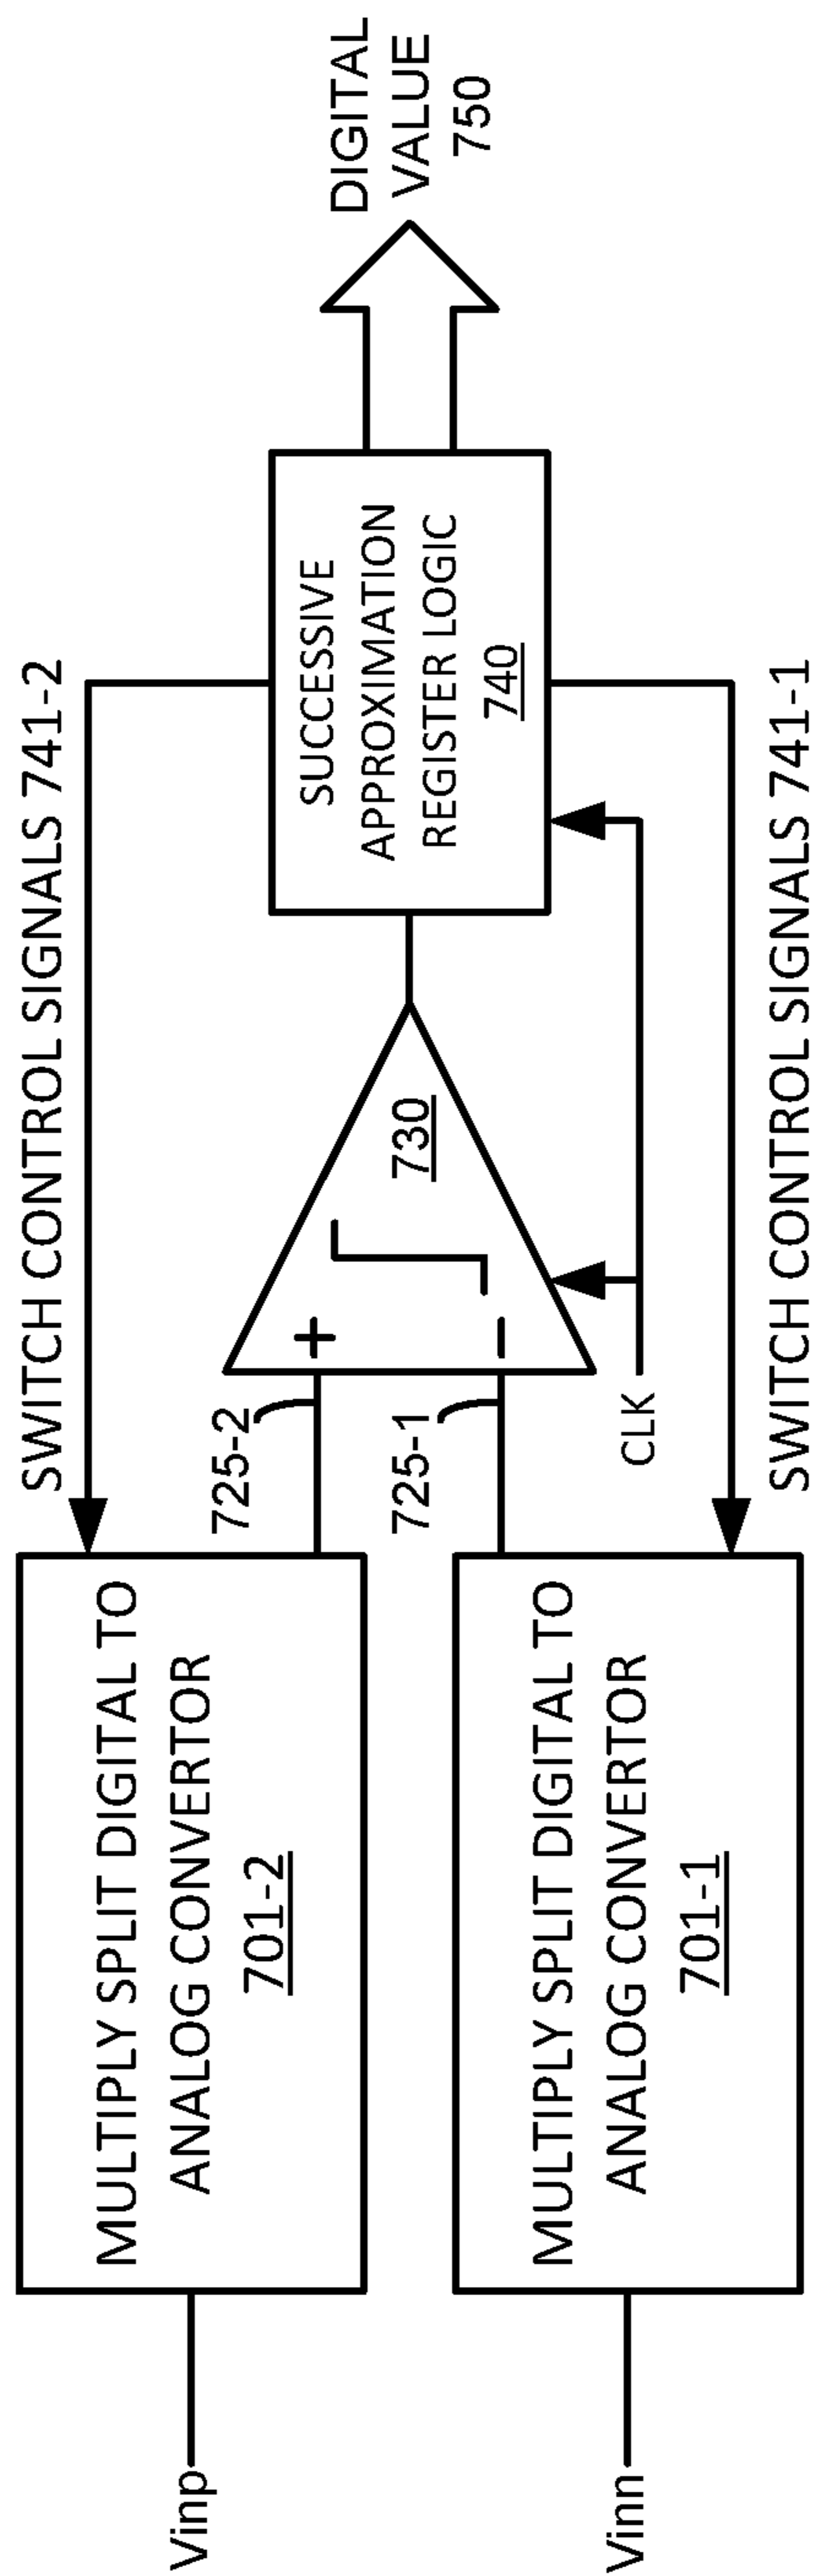 SWITCH CONTROL SIGNALS 741-2
Vinp
MULTIPLY SPLIT DIGITAL TO
ANALOG CONVERTOR
701-2
725-2
+
730
SUCCESSIVE
APPROXIMATION
REGISTER LOGIC
740
DIGITAL
VALUE
750
725-1
−
Vinn
MULTIPLY SPLIT DIGITAL TO
ANALOG CONVERTOR
701-1
CLK
SWITCH CONTROL SIGNALS 741-1